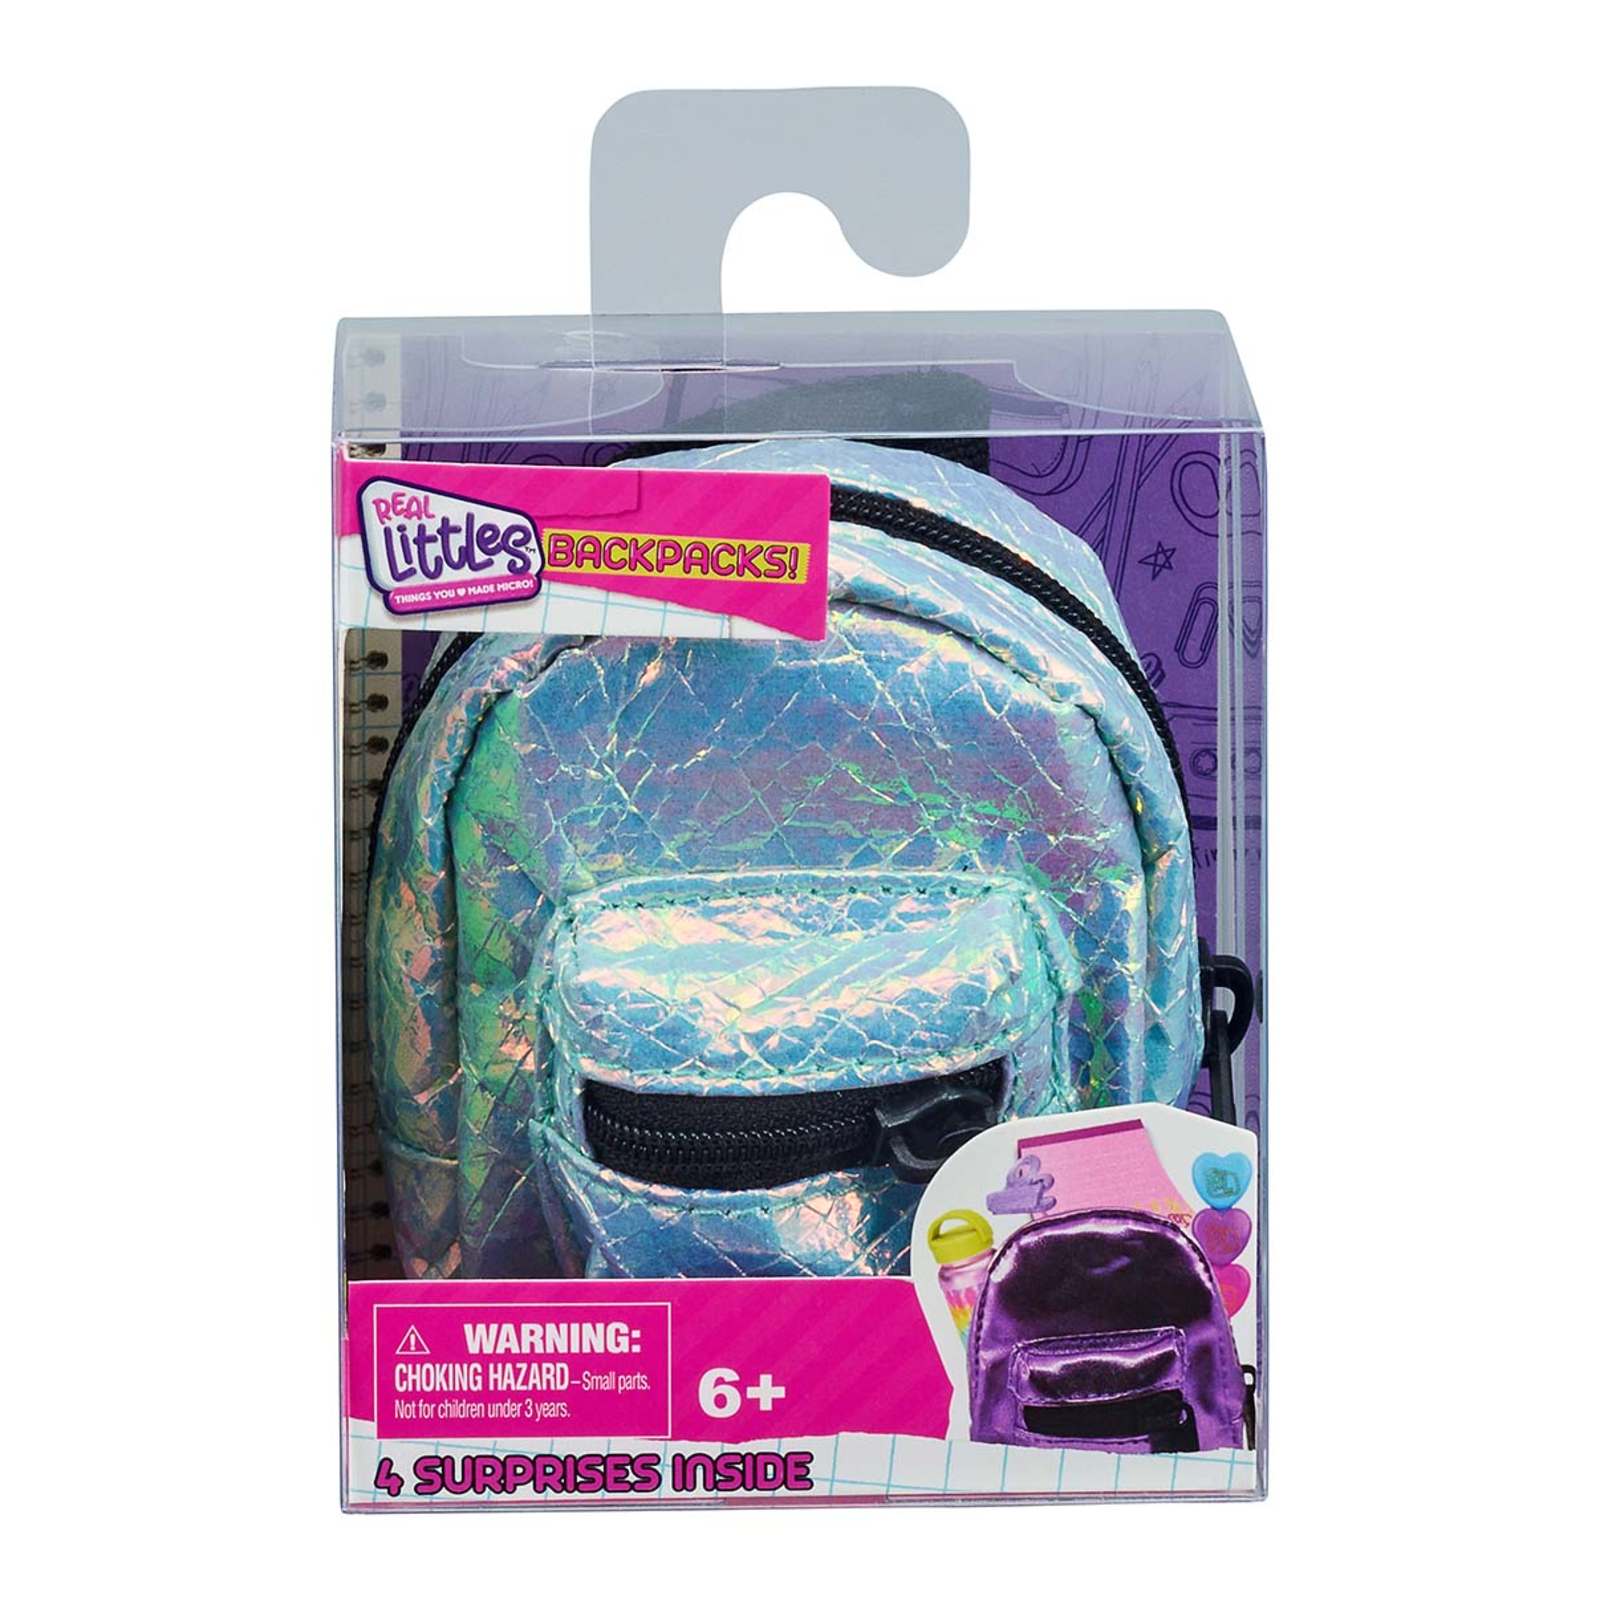 REAL
Littles™
THINGS YOU ♥ MADE MICRO!
BACKPACKS!
WARNING:
CHOKING HAZARD – Small parts.
Not for children under 3 years.
6+
4 SURPRISES INSIDE